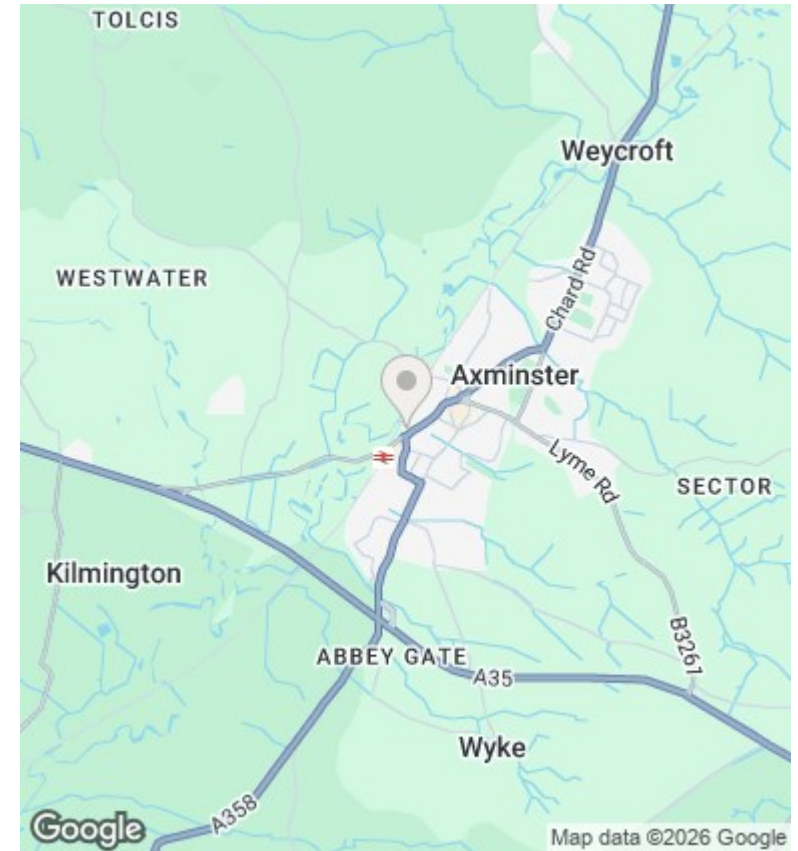 TOLCIS
Weycroft
WESTWATER
Chard Rd
Axminster
Lyme Rd
SECTOR
Kilmington
B3261
ABBEY GATE
A35
Wyke
A358
Google
Map data ©2026 Google